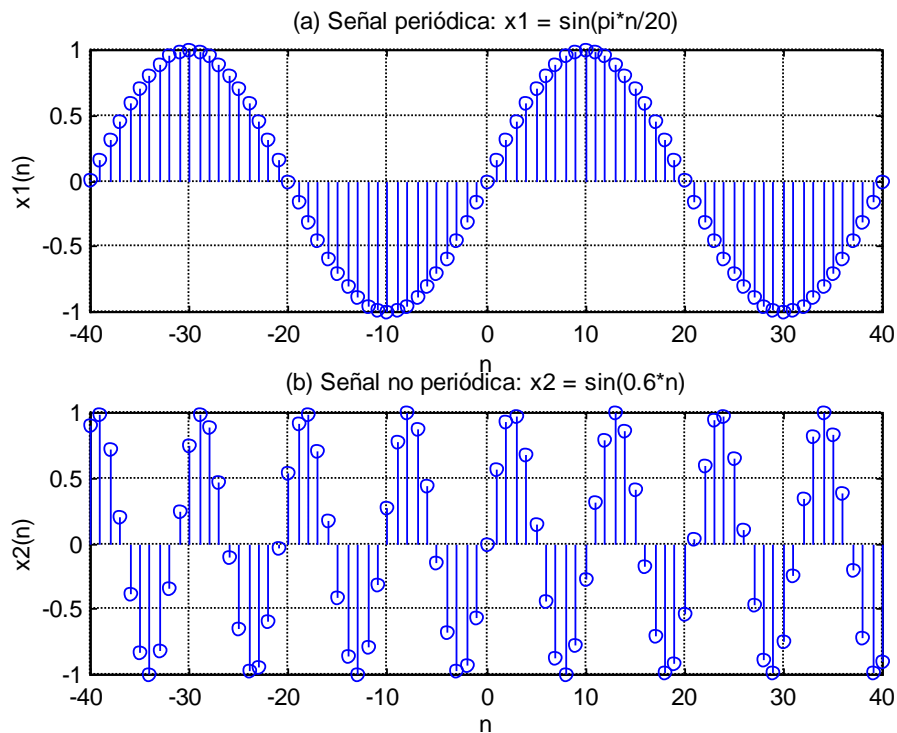 (a) Señal periódica: x1 = sin(pi*n/20)
1
0.5
0
-0.5
-1
x1(n)
-40 -30 -20 -10 0 10 20 30 40
n
(b) Señal no periódica: x2 = sin(0.6*n)
1
0.5
0
-0.5
-1
x2(n)
-40 -30 -20 -10 0 10 20 30 40
n